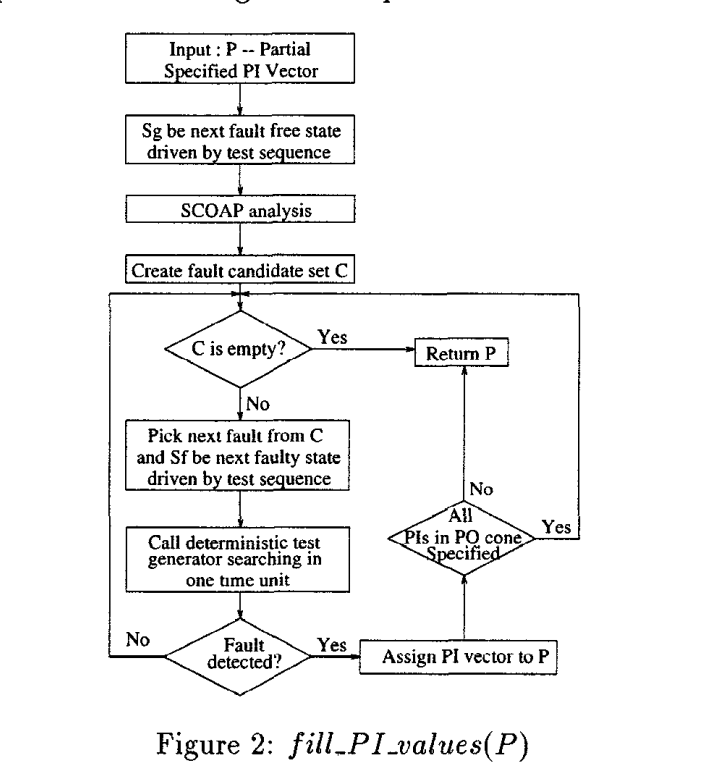 Input : P -- Partial
Specified PI Vector
Sg be next fault free state
driven by test sequence
SCOAP analysis
Create fault candidate set C
C is empty?
Yes
Return P
No
Pick next fault from C
and Sf be next faulty state
driven by test sequence
No
All
PIs in PO cone
Specified
Yes
Call deterministic test
generator searching in
one time unit
No
Fault
detected?
Yes
Assign PI vector to P
Figure 2: fill_PI_values(P)